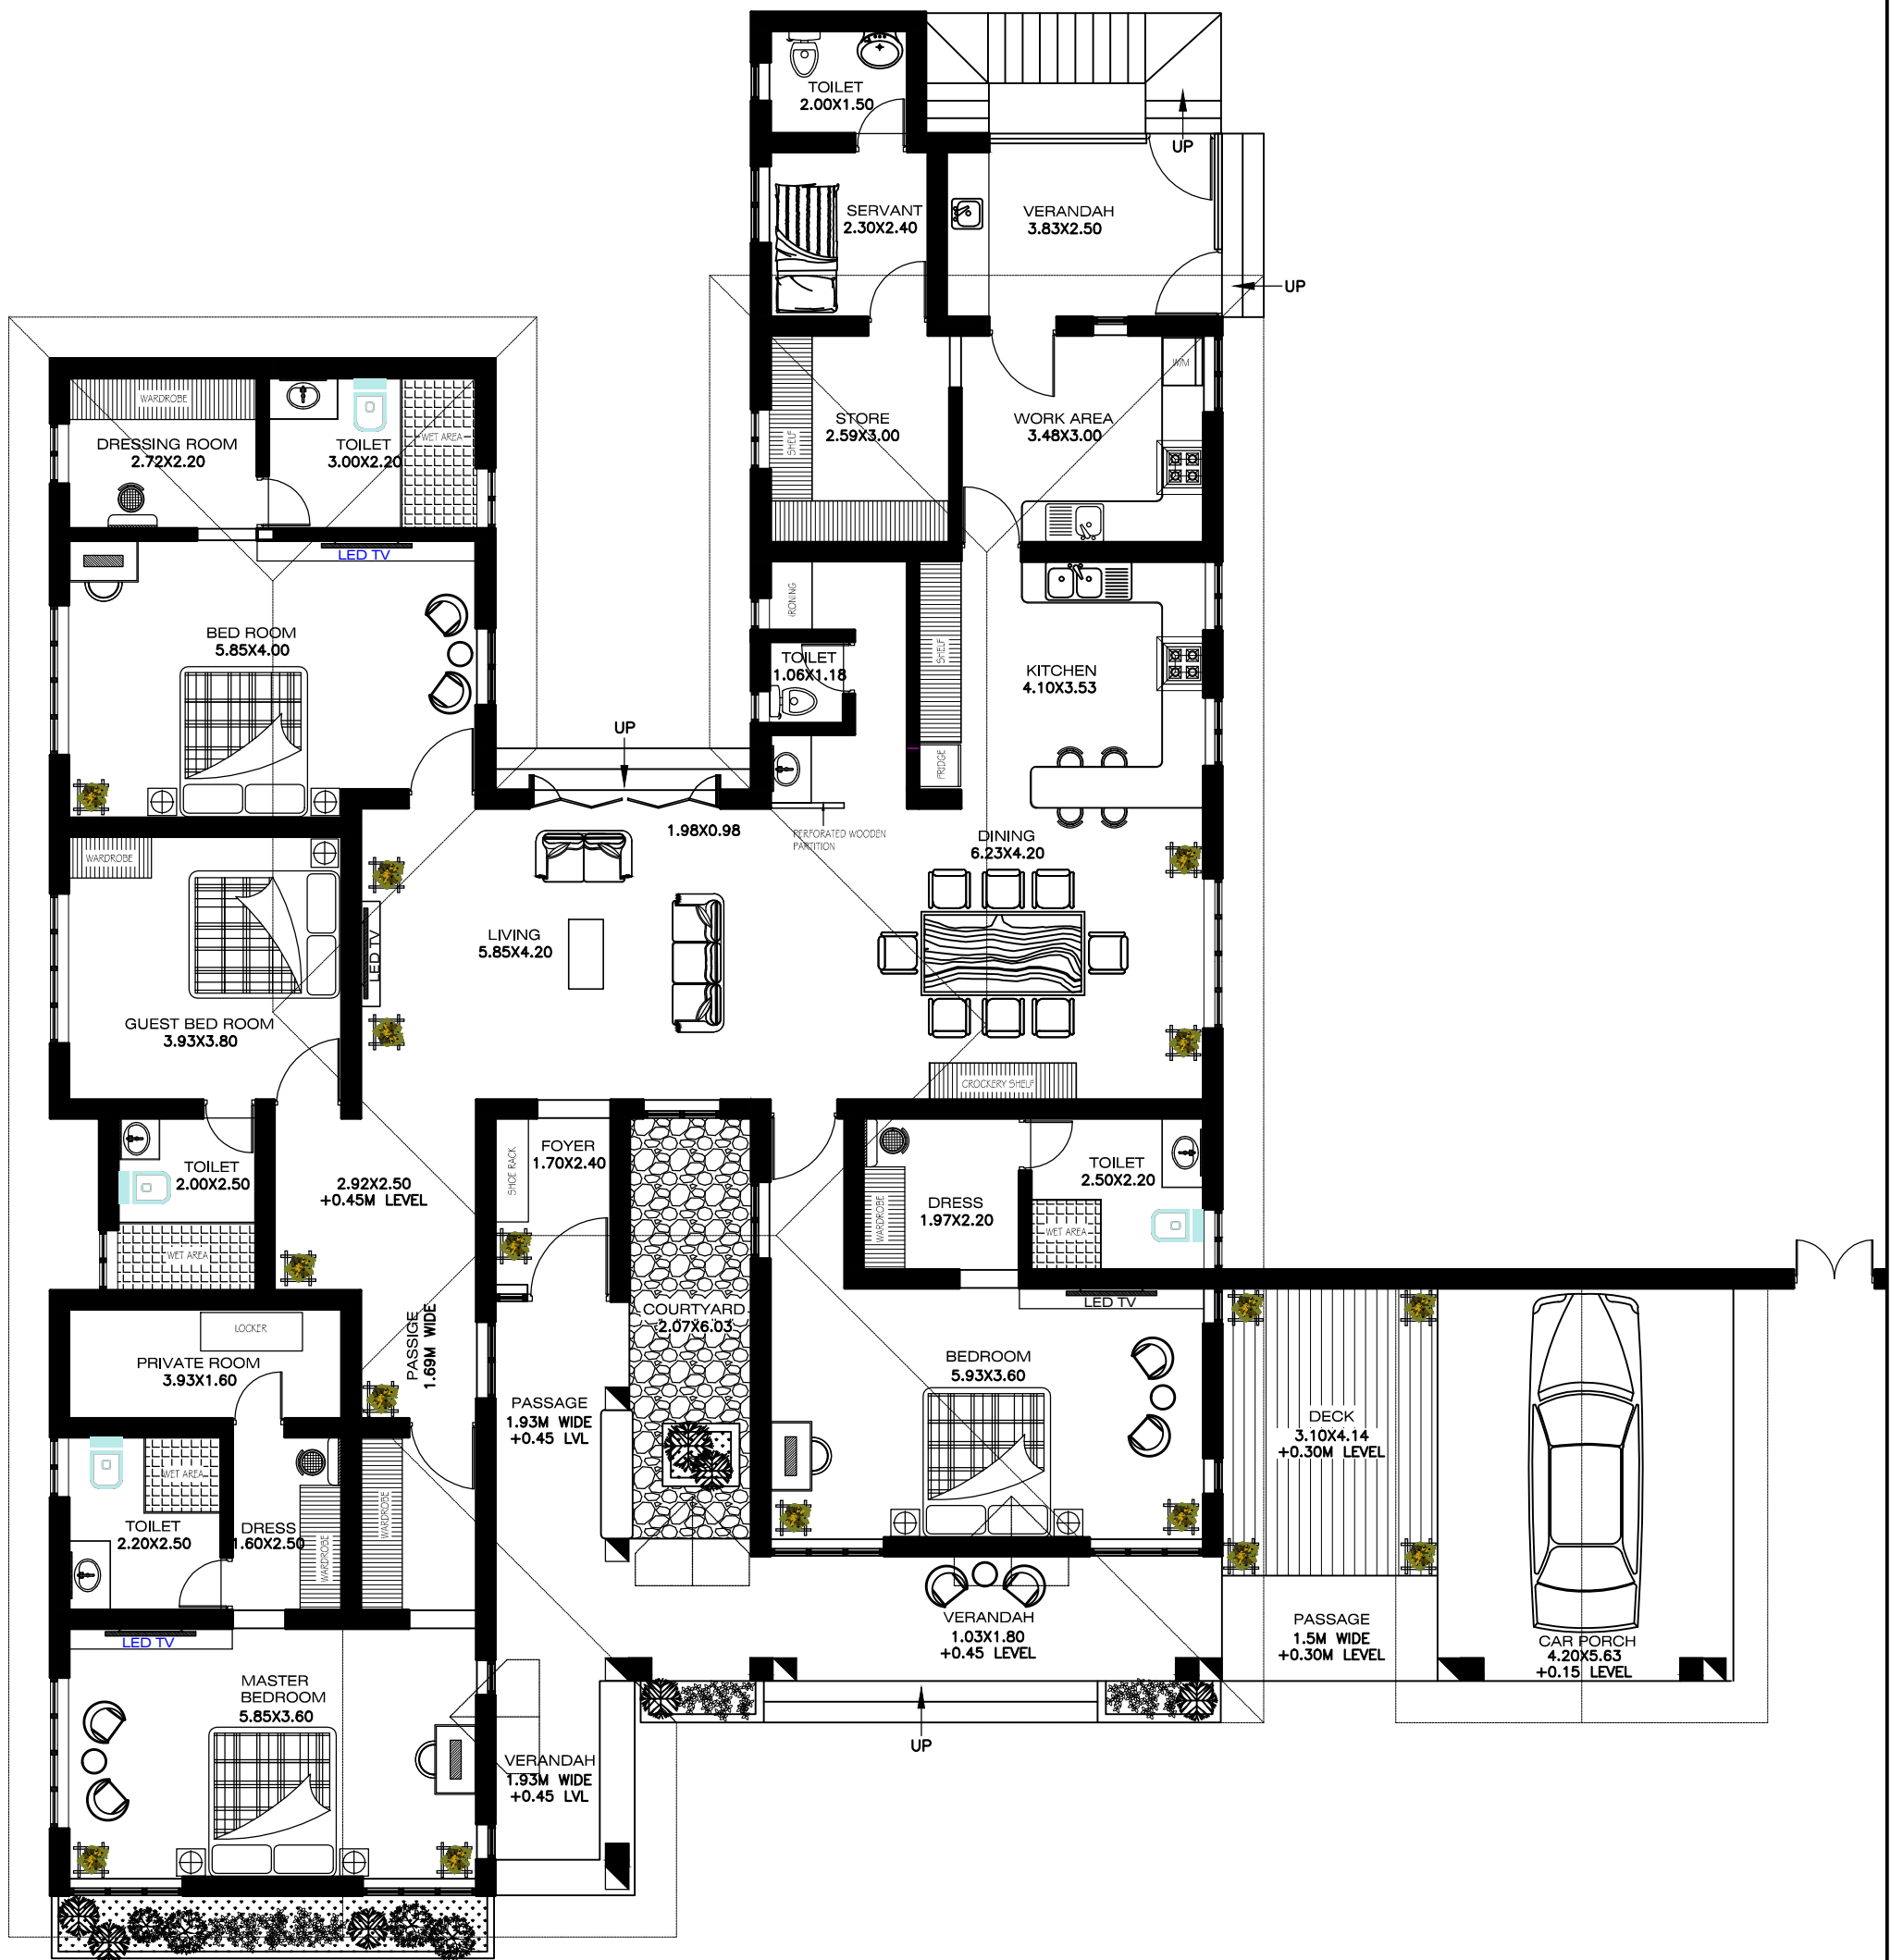 TOILET
2.00X1.50
UP
SERVANT
2.30X2.40
VERANDAH
3.83X2.50
UP
WARDROBE
DRESSING ROOM
2.72X2.20
TOILET
3.00X2.20
WET AREA
LED TV
SHELF
STORE
2.59X3.00
WORK AREA
3.48X3.00
W/M
BED ROOM
5.85X4.00
IRONING
TOILET
1.06X1.18
SHELF
KITCHEN
4.10X3.53
FRIDGE
UP
1.98X0.98
PERFORATED WOODEN
PARTITION
DINING
6.23X4.20
WARDROBE
LED TV
LIVING
5.85X4.20
GUEST BED ROOM
3.93X3.80
CROCKERY SHELF
TOILET
2.00X2.50
WET AREA
2.92X2.50
+0.45M LEVEL
SHOE RACK
FOYER
1.70X2.40
WARDROBE
DRESS
1.97X2.20
TOILET
2.50X2.20
WET AREA
LED TV
LOCKER
PRIVATE ROOM
3.93X1.60
PASSIGE
1.69M WIDE
COURTYARD
2.07X6.03
PASSAGE
1.93M WIDE
+0.45 LVL
BEDROOM
5.93X3.60
DECK
3.10X4.14
+0.30M LEVEL
WET AREA
TOILET
2.20X2.50
DRESS
1.60X2.50
WARDROBE
WARDROBE
LED TV
VERANDAH
1.03X1.80
+0.45 LEVEL
PASSAGE
1.5M WIDE
+0.30M LEVEL
CAR PORCH
4.20X5.63
+0.15 LEVEL
MASTER
BEDROOM
5.85X3.60
UP
VERANDAH
1.93M WIDE
+0.45 LVL